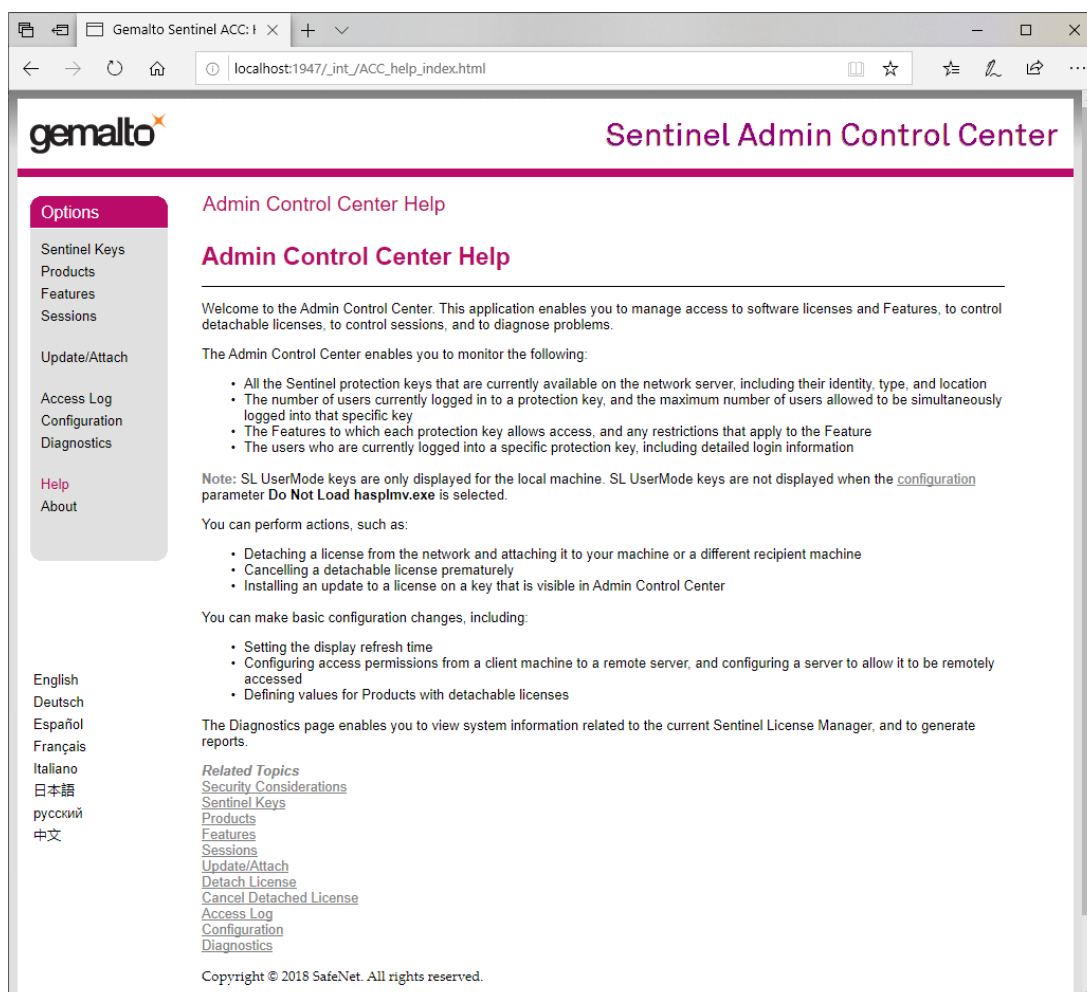 Gemalto Sentinel ACC: H
localhost:1947/_int_/ACC_help_index.html
gemalto
Sentinel Admin Control Center
Options
Sentinel Keys
Products
Features
Sessions
Update/Attach
Access Log
Configuration
Diagnostics
Help
About
English
Deutsch
Español
Français
Italiano
日本語
русский
中文
Admin Control Center Help
Admin Control Center Help
Welcome to the Admin Control Center. This application enables you to manage access to software licenses and Features, to control
detachable licenses, to control sessions, and to diagnose problems.
The Admin Control Center enables you to monitor the following:
• All the Sentinel protection keys that are currently available on the network server, including their identity, type, and location
• The number of users currently logged in to a protection key, and the maximum number of users allowed to be simultaneously
logged into that specific key
• The Features to which each protection key allows access, and any restrictions that apply to the Feature
• The users who are currently logged into a specific protection key, including detailed login information
Note: SL UserMode keys are only displayed for the local machine. SL UserMode keys are not displayed when the configuration
parameter Do Not Load hasplmv.exe is selected.
You can perform actions, such as:
• Detaching a license from the network and attaching it to your machine or a different recipient machine
• Cancelling a detachable license prematurely
• Installing an update to a license on a key that is visible in Admin Control Center
You can make basic configuration changes, including:
• Setting the display refresh time
• Configuring access permissions from a client machine to a remote server, and configuring a server to allow it to be remotely
accessed
• Defining values for Products with detachable licenses
The Diagnostics page enables you to view system information related to the current Sentinel License Manager, and to generate
reports.
Related Topics
Security Considerations
Sentinel Keys
Products
Features
Sessions
Update/Attach
Detach License
Cancel Detached License
Access Log
Configuration
Diagnostics
Copyright © 2018 SafeNet. All rights reserved.